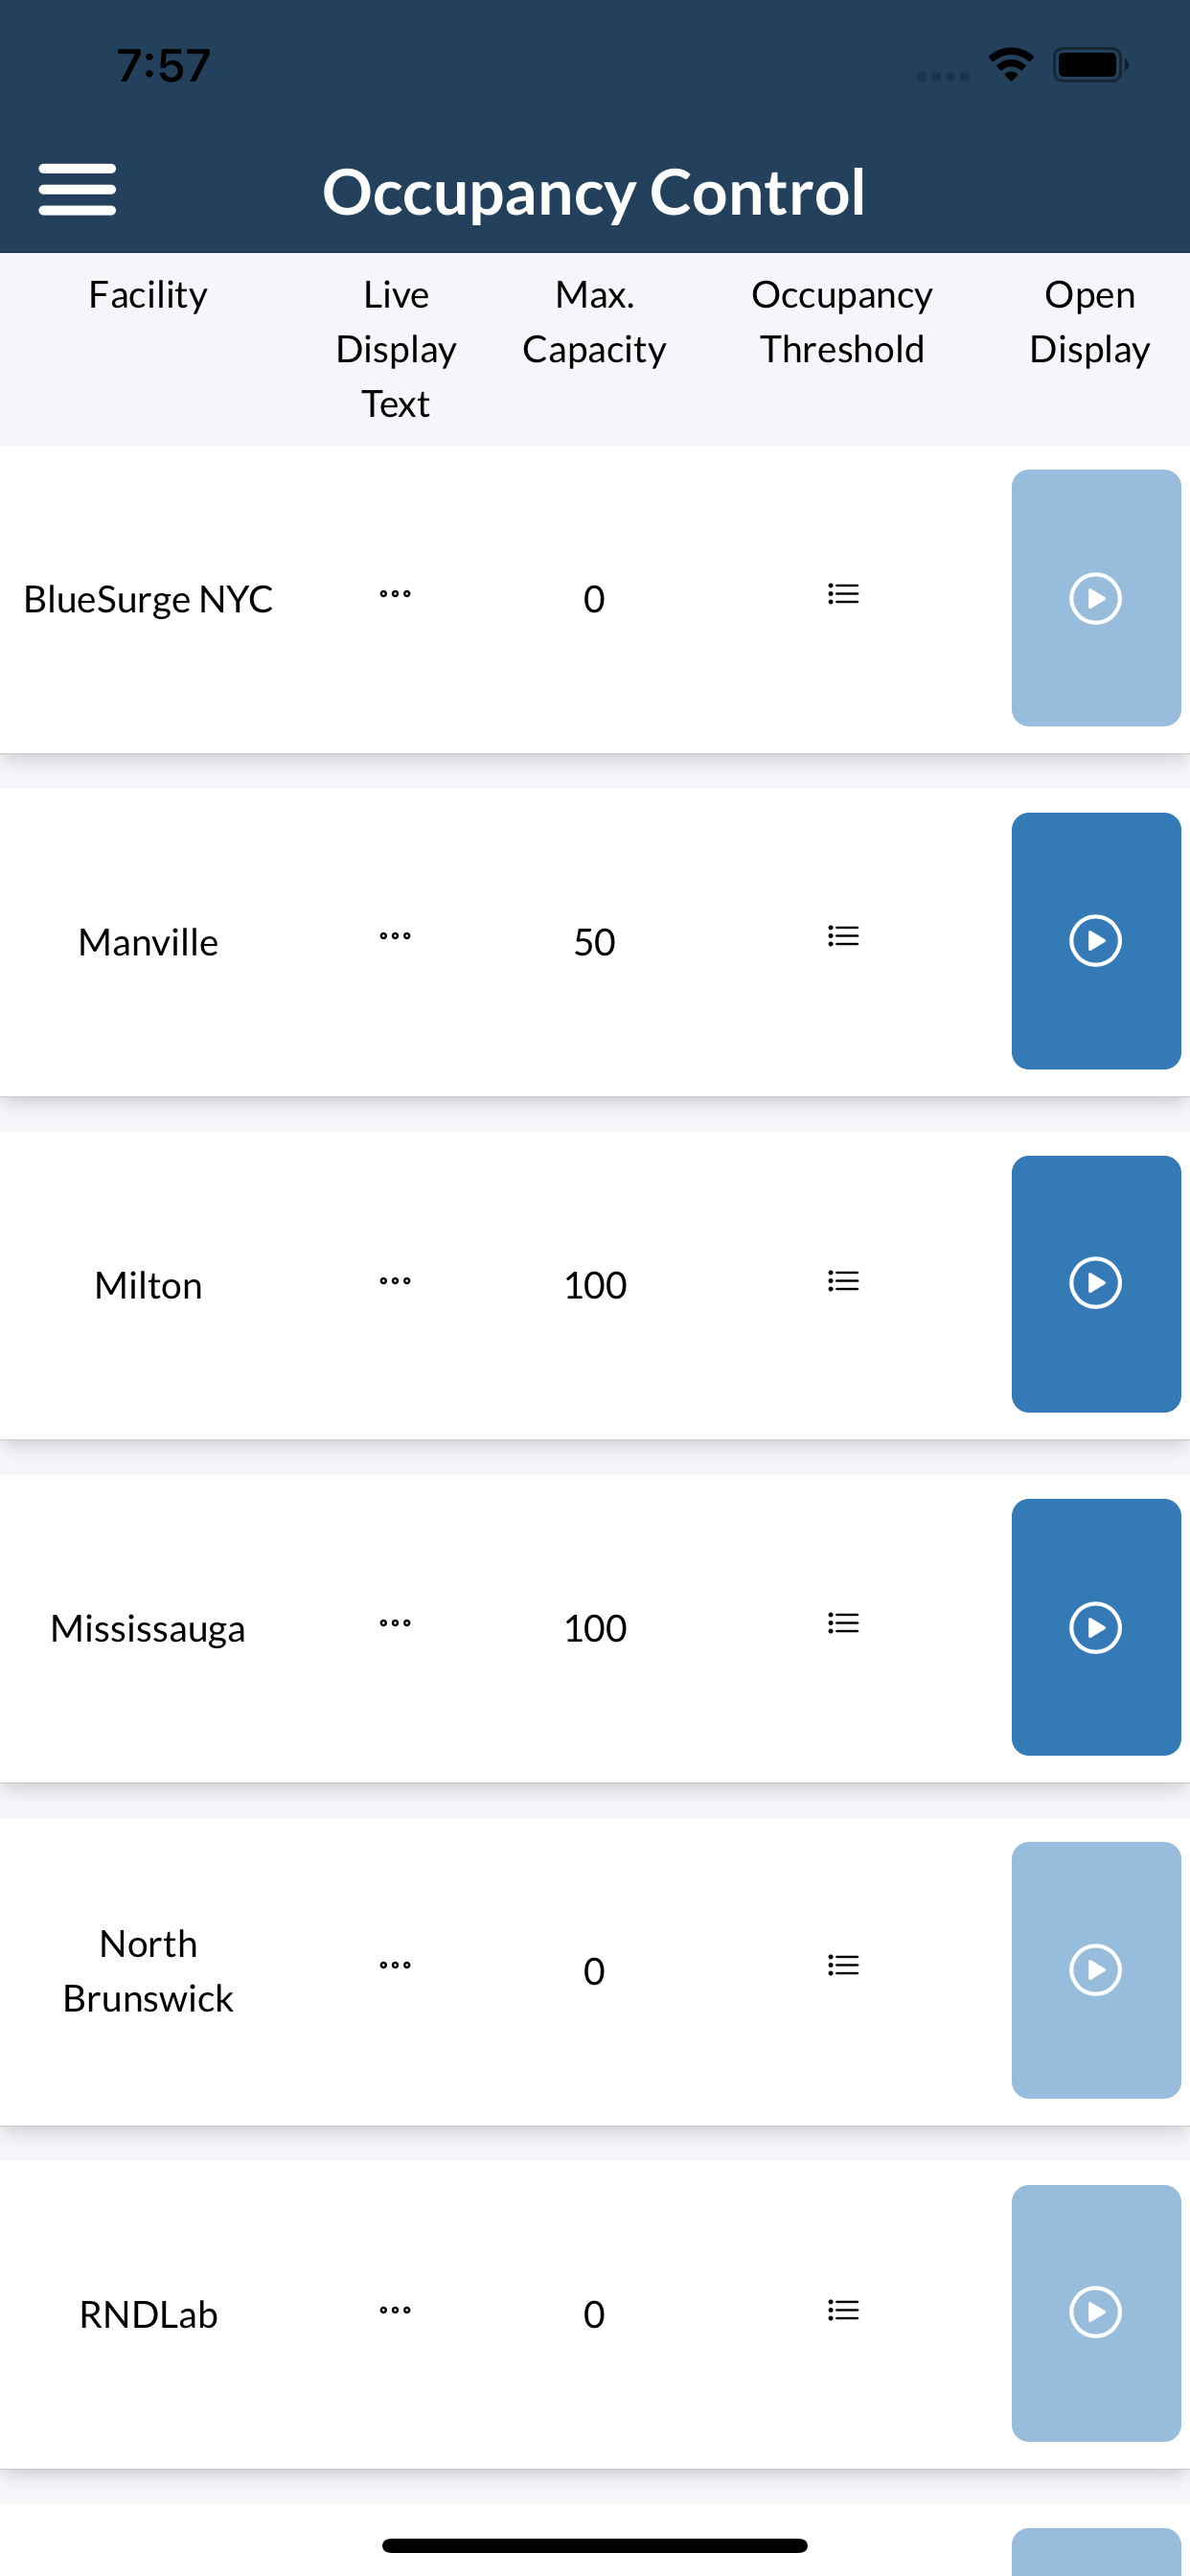 7:57
Occupancy Control
Facility
Live
Display
Text
Max.
Capacity
Occupancy
Threshold
Open
Display
BlueSurge NYC
0
Manville
50
Milton
100
Mississauga
100
North
Brunswick
0
RNDLab
0